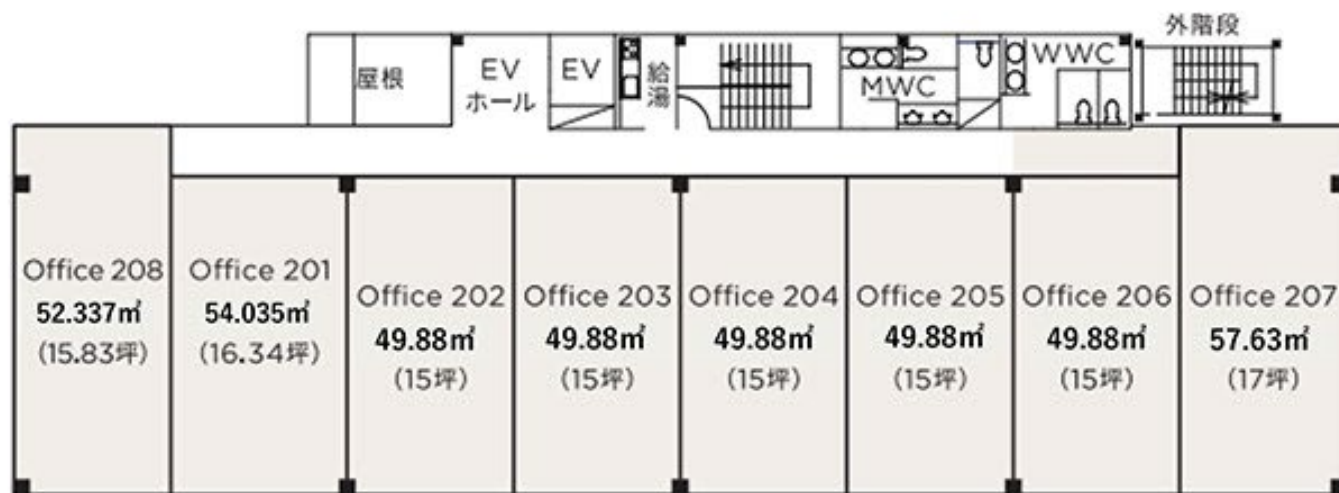 外階段
屋根
EV
ホール
EV
給湯
MWC
WWC
Office 208
52.337㎡
(15.83坪)
Office 201
54.035㎡
(16.34坪)
Office 202
49.88㎡
(15坪)
Office 203
49.88㎡
(15坪)
Office 204
49.88㎡
(15坪)
Office 205
49.88㎡
(15坪)
Office 206
49.88㎡
(15坪)
Office 207
57.63㎡
(17坪)